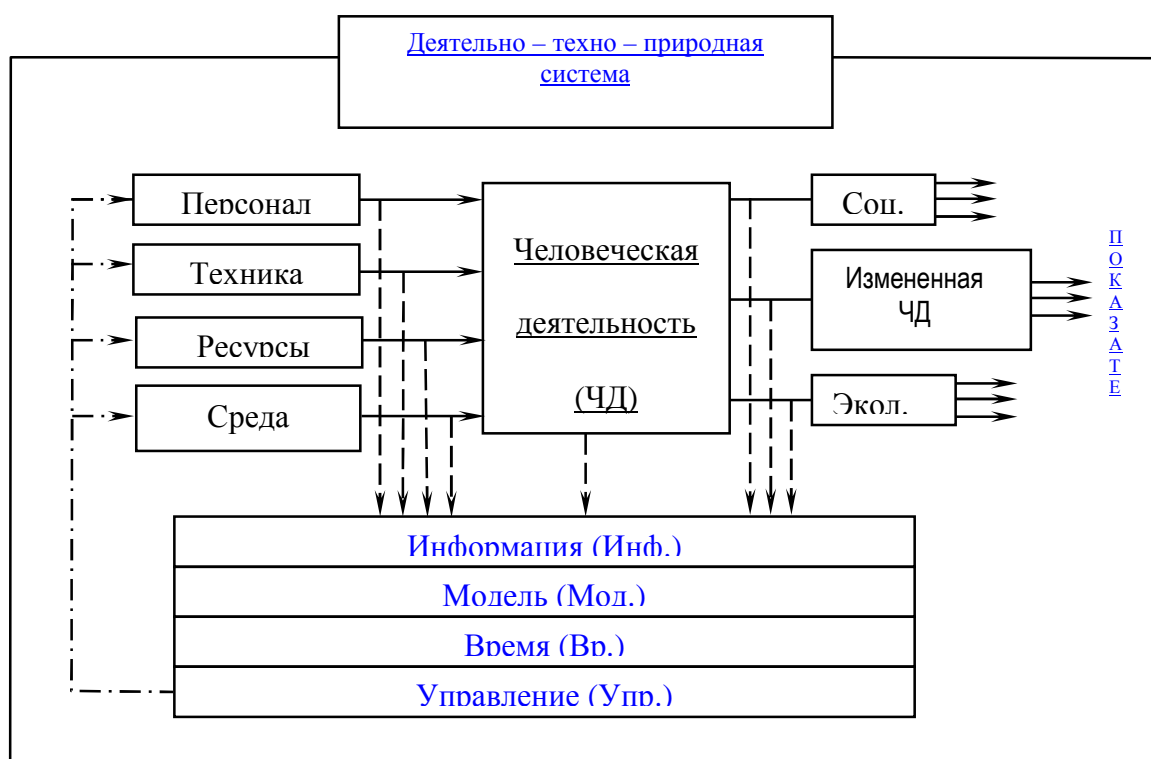 Деятельно – техно – природная
система
Персонал
Техника
Ресурсы
Среда
Человеческая
деятельность
(ЧД)
Соц.
Измененная
ЧД
Экол.
П
О
К
А
З
А
Т
Е
Информация (Инф.)
Модель (Мод.)
Время (Вр.)
Управление (Упр.)